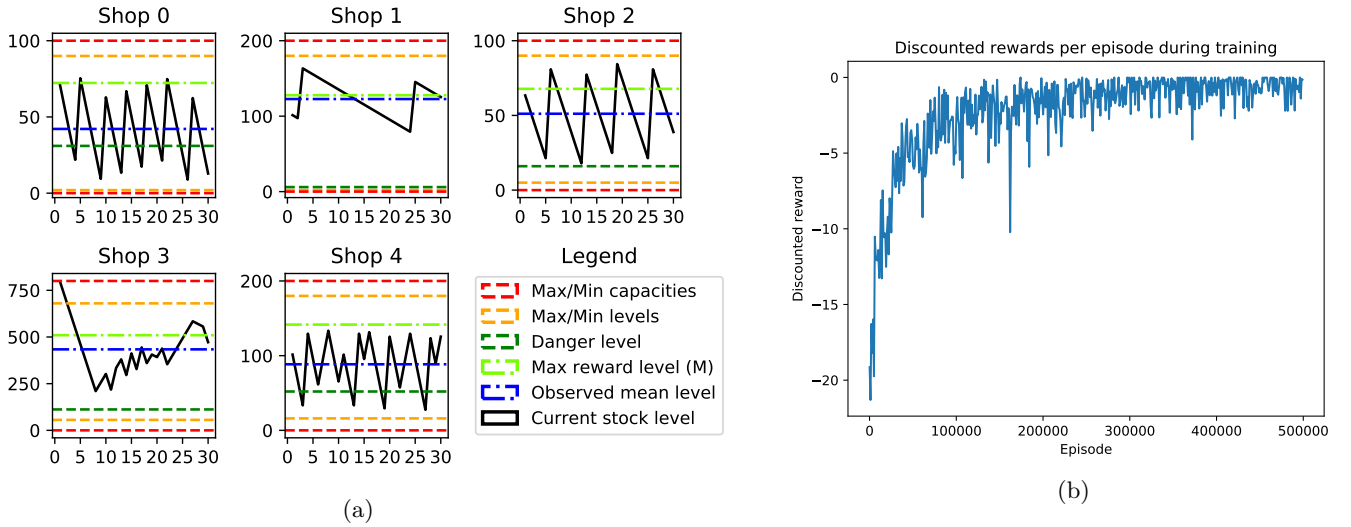 Shop 0
Shop 1
Shop 2
100
50
0
0 5 10 15 20 25 30
200
100
0
0 5 10 15 20 25 30
100
50
0
0 5 10 15 20 25 30
Shop 3
Shop 4
Legend
750
500
250
0
0 5 10 15 20 25 30
200
100
0
0 5 10 15 20 25 30
Max/Min capacities
Max/Min levels
Danger level
Max reward level (M)
Observed mean level
Current stock level
(a)
Discounted rewards per episode during training
Discounted reward
0
−5
−10
−15
−20
0 100000 200000 300000 400000 500000
Episode
(b)